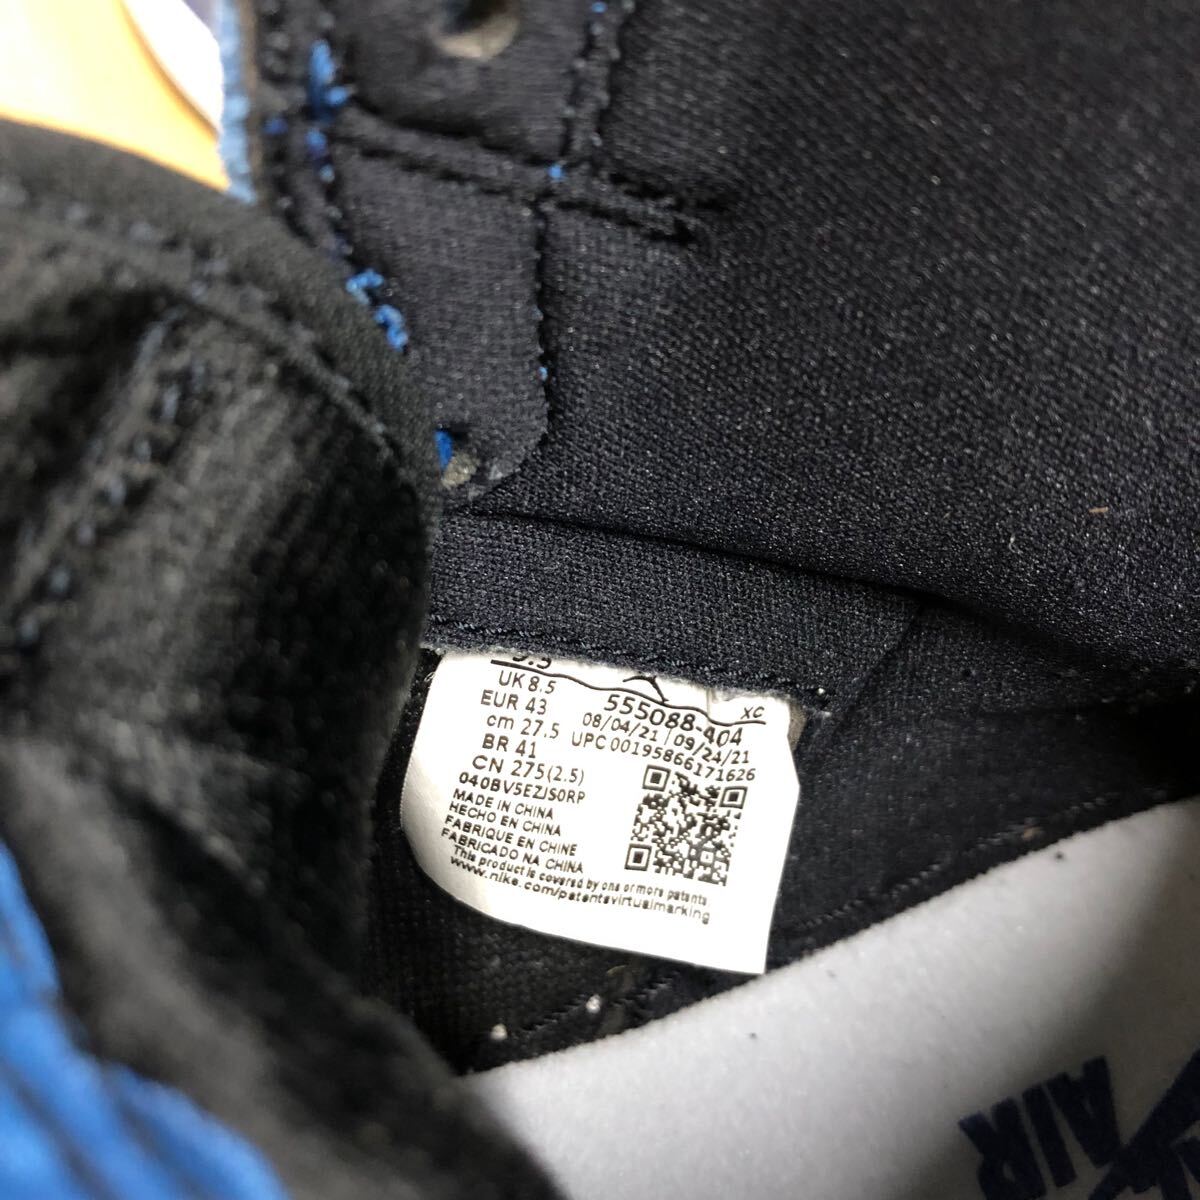 9.5
UK 8.5
EUR 43
cm 27.5
BR 41
CN 275(2.5)
040BV5EZJS0RP
555088-404 XC
08/04/21 09/24/21
UPC 00195866171626
MADE IN CHINA
HECHO EN CHINA
FABRIQUE EN CHINE
FABRICADO NA CHINA
This product is covered by one or more patents
www.nike.com/patentsvirtualmarking
AIR